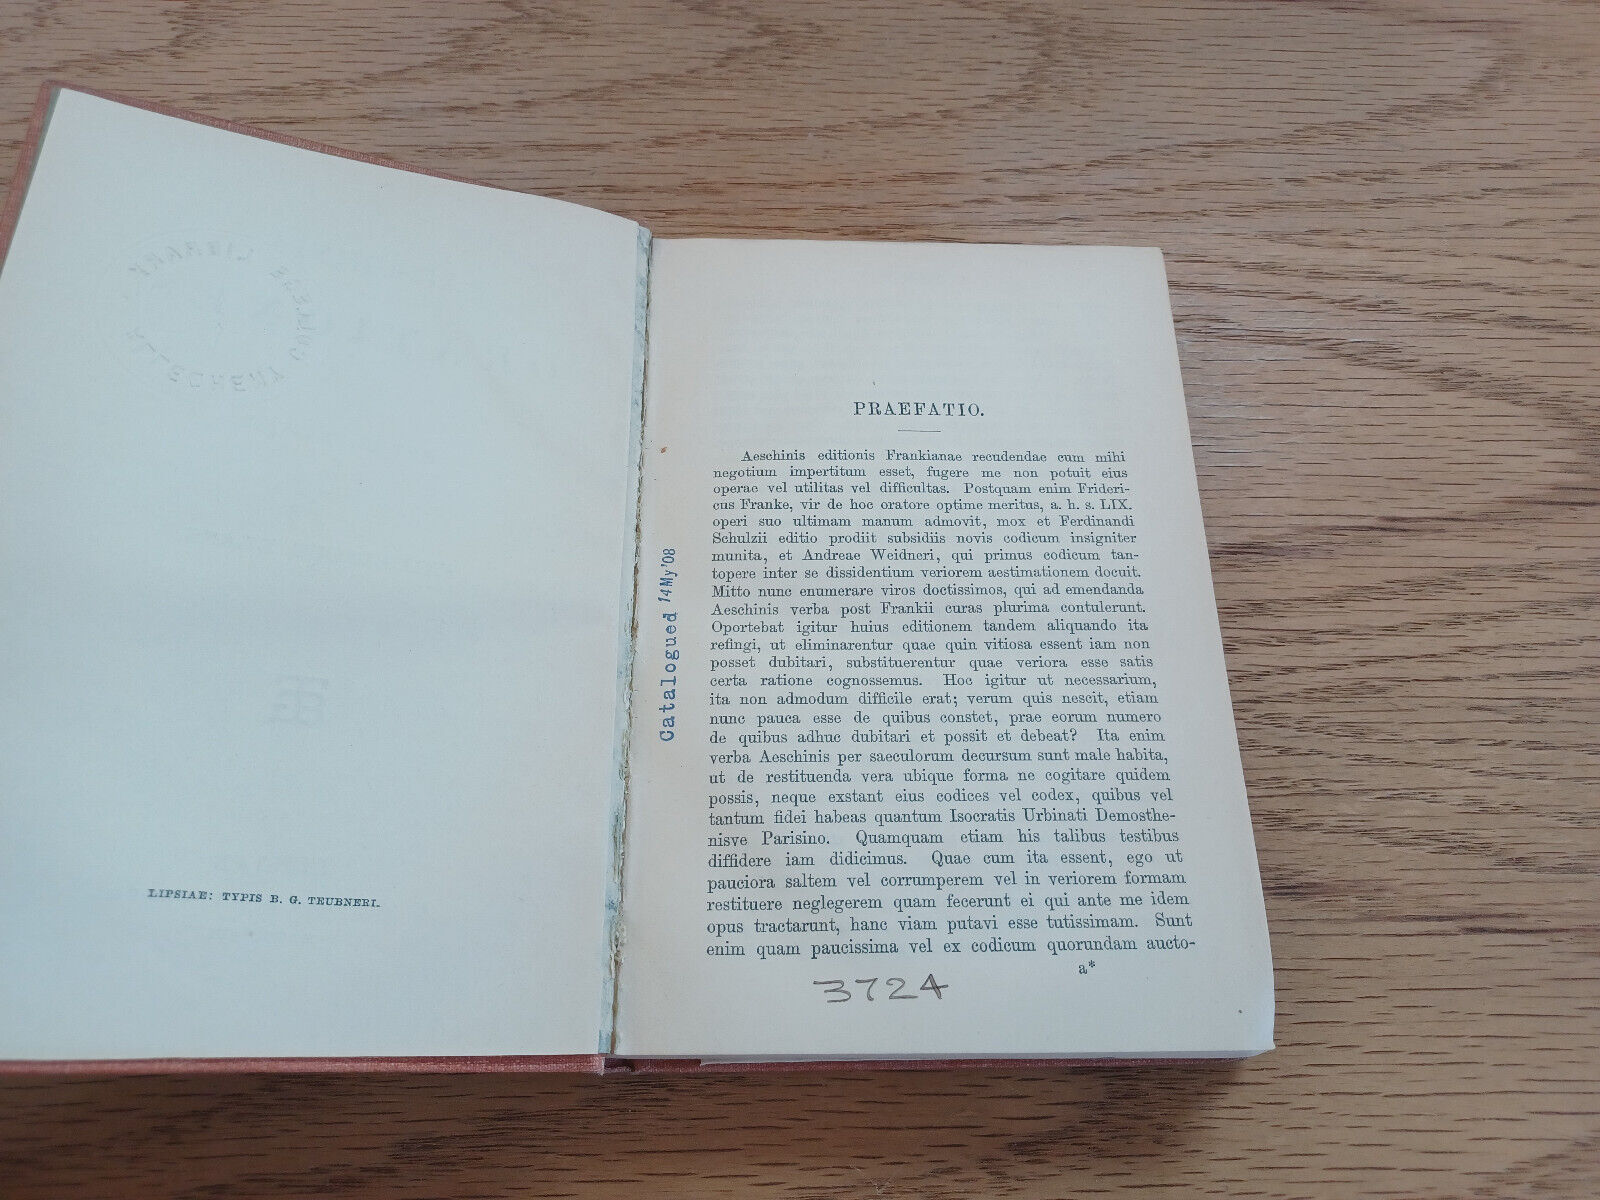 LIBRARY
COLLEGE
ALLEGHENY
LIPSIAE: TYPIS B. G. TEUBNERI.
PRAEFATIO.
Aeschinis editionis Frankianae recudendae cum mihi
negotium impertitum esset, fugere me non potuit eius
operae vel utilitas vel difficultas. Postquam enim Frideri-
cus Franke, vir de hoc oratore optime meritus, a. h. s. LIX.
operi suo ultimam manum admovit, mox et Ferdinandi
Schulzii editio prodiit subsidiis novis codicum insigniter
munita, et Andreae Weidneri, qui primus codicum tan-
topere inter se dissidentium veriorem aestimationem docuit.
Mitto nunc enumerare viros doctissimos, qui ad emendanda
Aeschinis verba post Frankii curas plurima contulerunt.
Oportebat igitur huius editionem tandem aliquando ita
refingi, ut eliminarentur quae quin vitiosa essent iam non
posset dubitari, substituerentur quae veriora esse satis
certa ratione cognossemus. Hoc igitur ut necessarium,
ita non admodum difficile erat; verum quis nescit, etiam
nunc pauca esse de quibus constet, prae eorum numero
de quibus adhuc dubitari et possit et debeat? Ita enim
verba Aeschinis per saeculorum decursum sunt male habita,
ut de restituenda vera ubique forma ne cogitare quidem
possis, neque exstant eius codices vel codex, quibus vel
tantum fidei habeas quantum Isocratis Urbinati Demosthe-
nisve Parisino. Quamquam etiam his talibus testibus
diffidere iam didicimus. Quae cum ita essent, ego ut
pauciora saltem vel corrumperem vel in veriorem formam
restituere neglegerem quam fecerunt ei qui ante me idem
opus tractarunt, hanc viam putavi esse tutissimam. Sunt
enim quam paucissima vel ex codicum quorundam aucto-
a*
3724
Catalogued 14 My '08